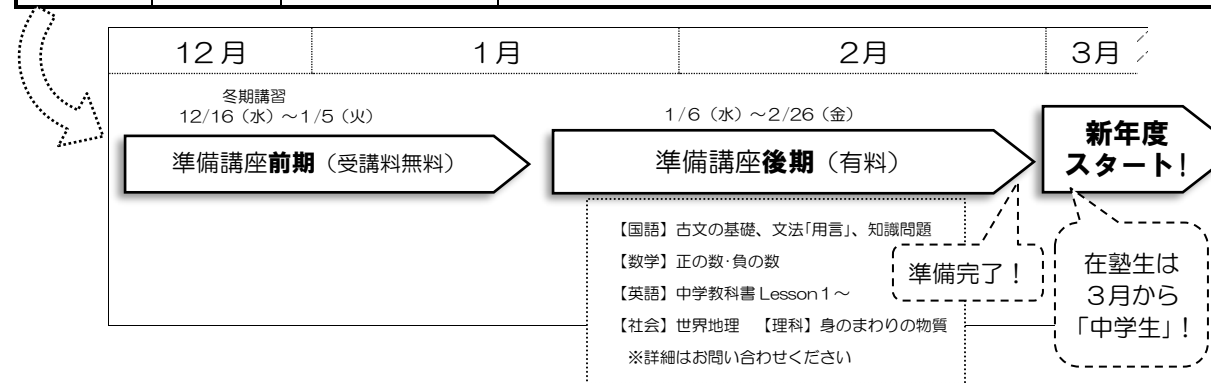 12月
1月
2月
3月
冬期講習
12/16（水）～1/5（火）
1/6（水）～2/26（金）
準備講座前期（受講料無料）
準備講座後期（有料）
新年度
スタート！
【国語】古文の基礎、文法「用言」、知識問題
【数学】正の数・負の数
【英語】中学教科書 Lesson 1～
【社会】世界地理　【理科】身のまわりの物質
※詳細はお問い合わせください
準備完了！
在塾生は
３月から
「中学生」！